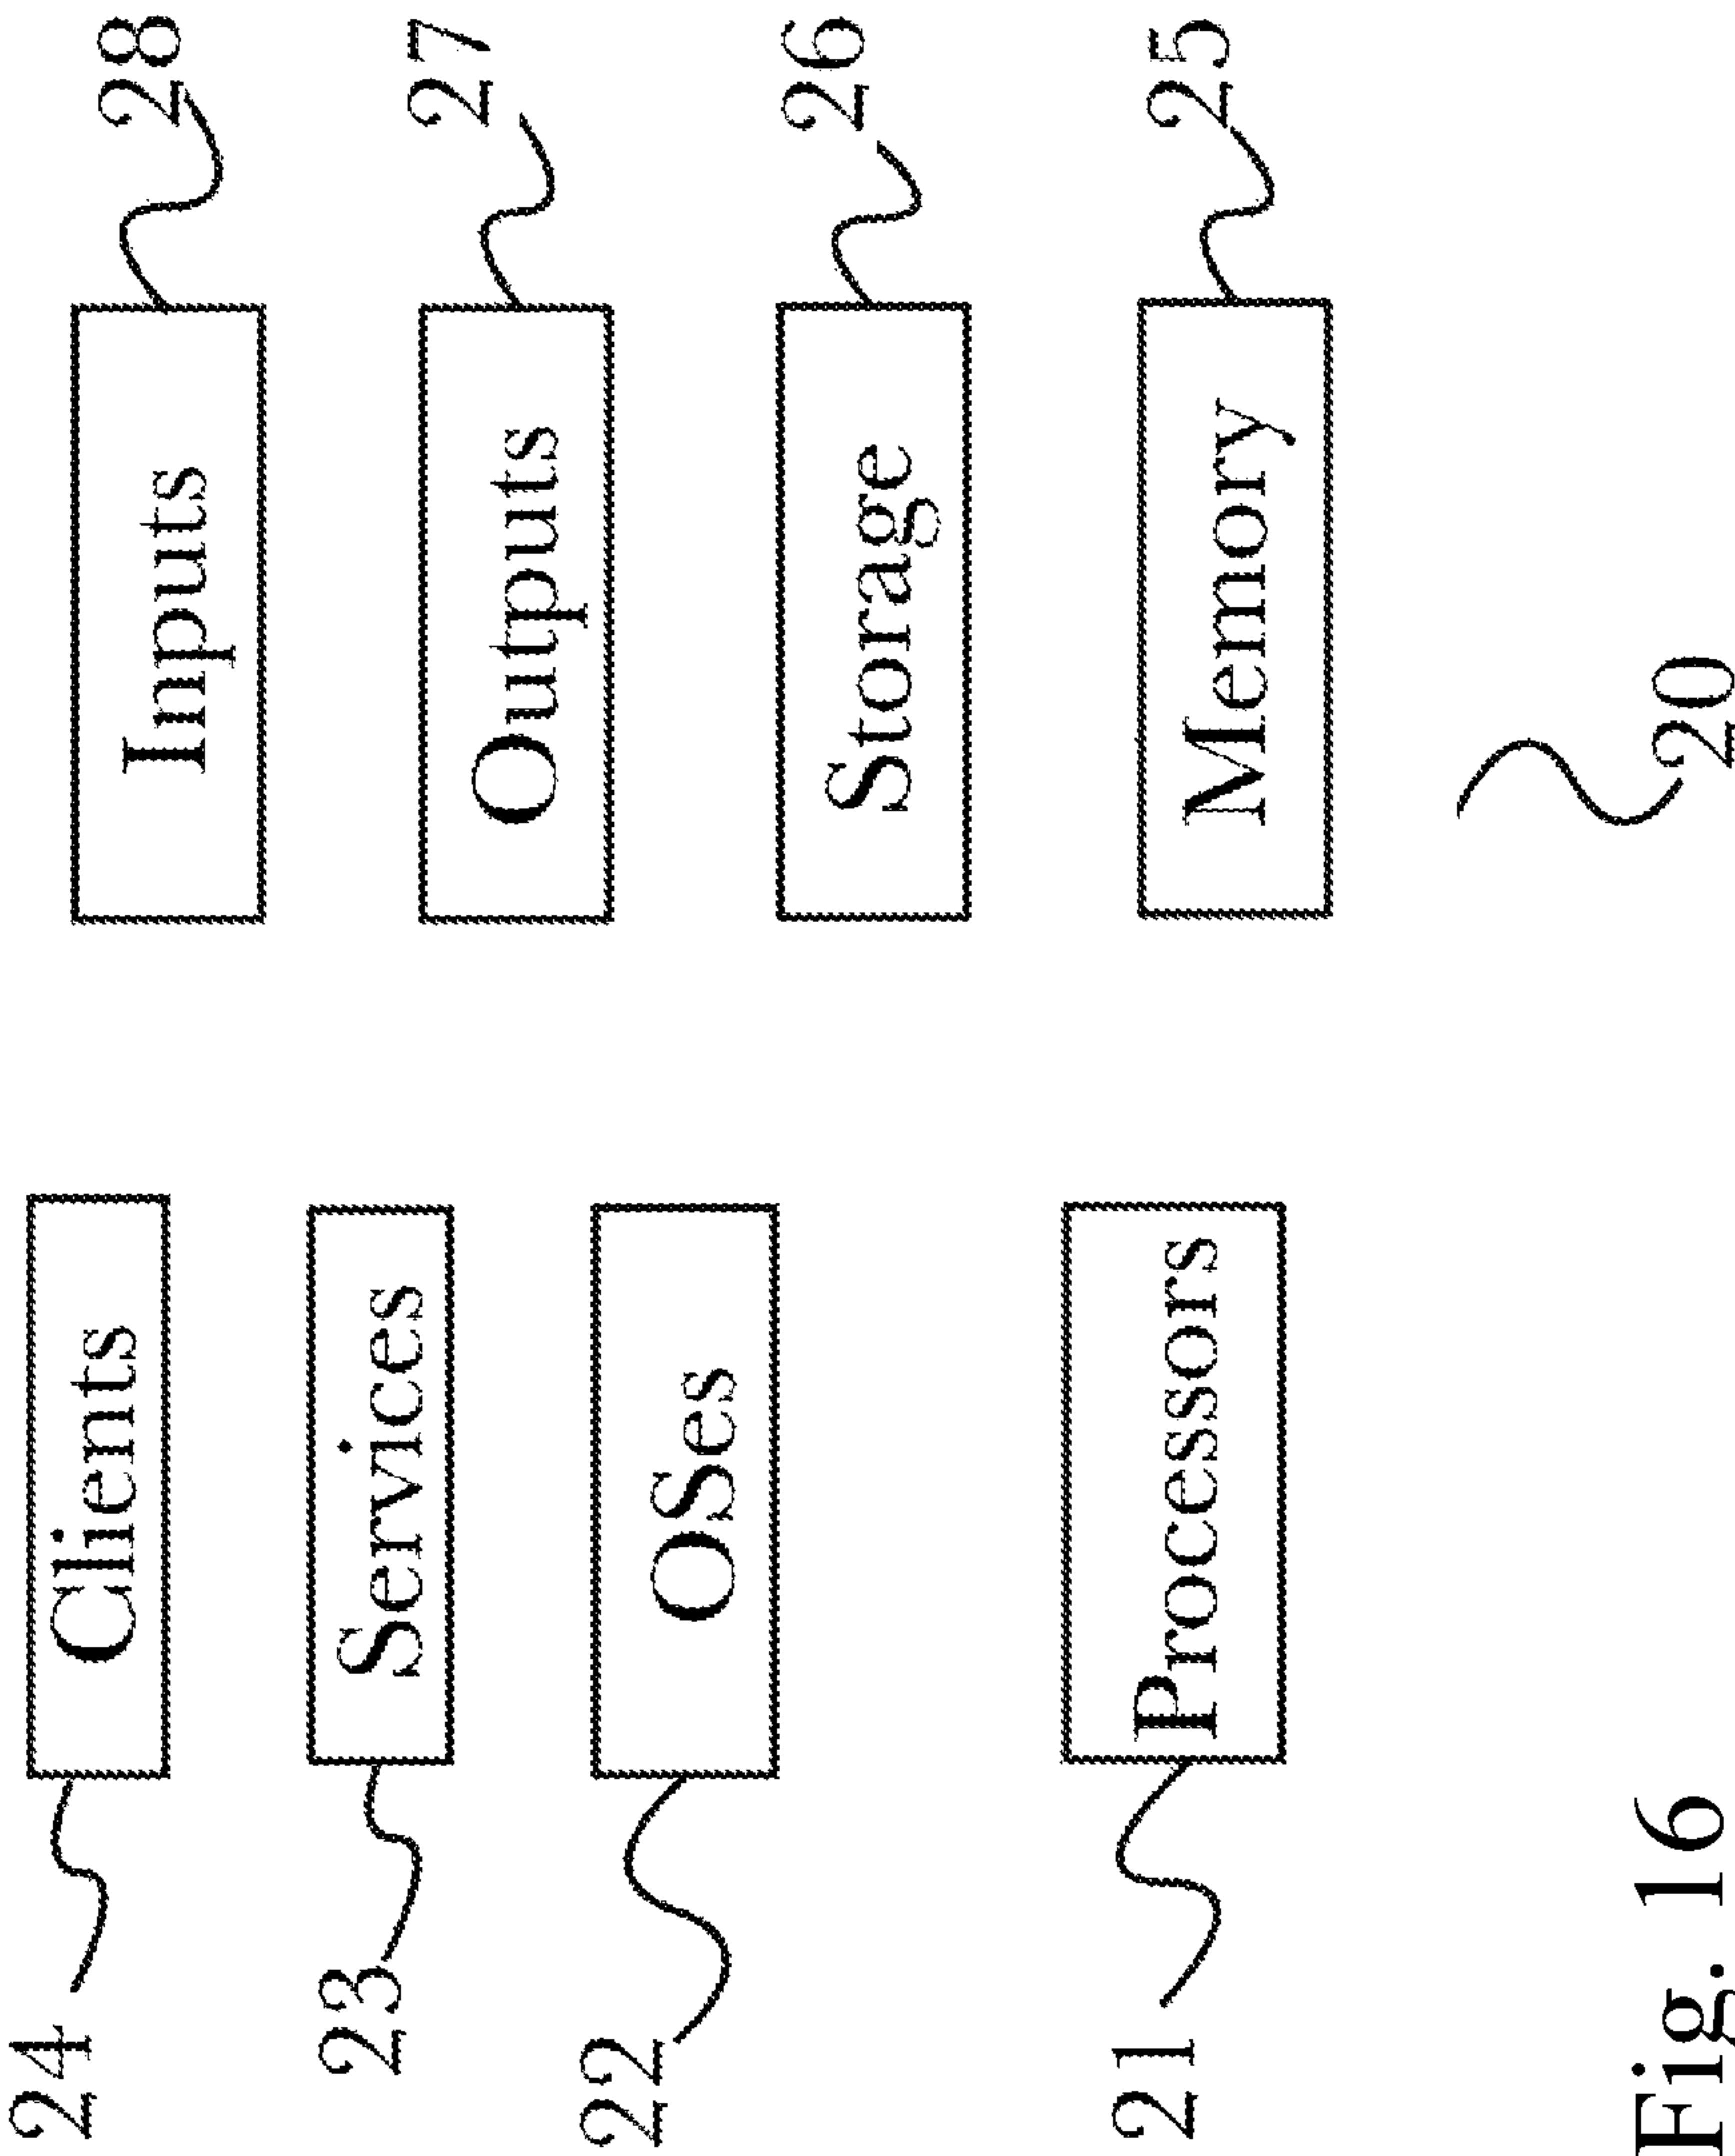 24 Clients
Inputs 28
23 Services
Outputs 27
22 OSes
Storage 26
21 Processors
Memory 25
20
Fig. 16